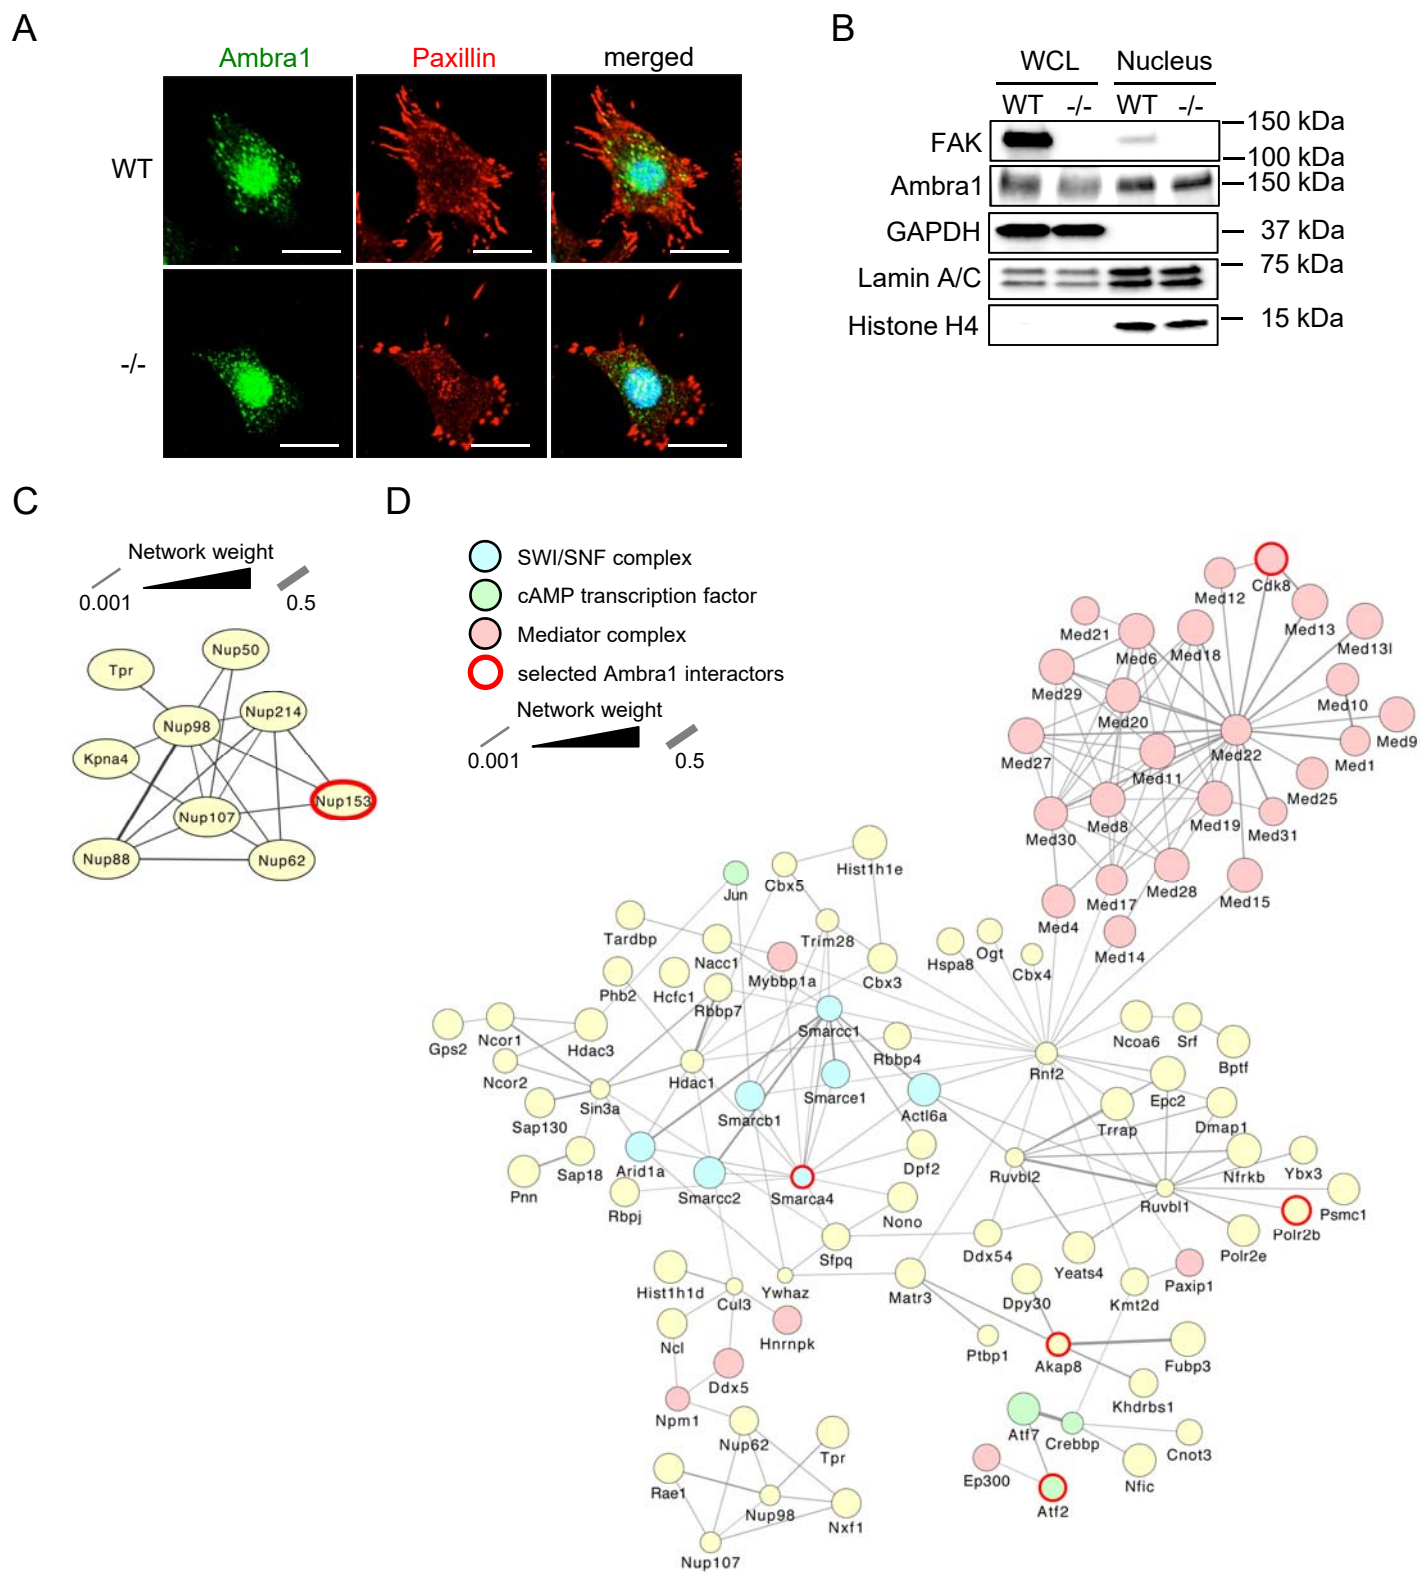 A
Ambra1 Paxillin merged
WT
-/-
B
WCL Nucleus
WT -/- WT -/-
FAK
150 kDa
100 kDa
Ambra1 150 kDa
GAPDH 37 kDa
Lamin A/C 75 kDa
Histone H4 15 kDa
C
Network weight
0.001 0.5
Nup50
Tpr
Nup214
Nup98
Kpna4
Nup153
Nup107
Nup88
Nup62
D
SWI/SNF complex
cAMP transcription factor
Mediator complex
selected Ambra1 interactors
Network weight
0.001 0.5
Cdk8
Med12
Med13
Med21
Med6
Med18
Med13l
Med29
Med20
Med10
Med9
Med22
Med27
Med11
Med1
Med25
Med30
Med8
Med19
Med31
Med17
Med28
Med15
Med4
Med14
Hist1h1e
Cbx5
Jun
Tardbp
Trim28
Nacc1
Mybbp1a
Cbx3
Hspa8
Ogt
Cbx4
Phb2
Hcfc1
Rbbp7
Smarcc1
Gps2
Ncor1
Hdac3
Rbbp4
Ncoa6
Srf
Bptf
Ncor2
Hdac1
Rnf2
Sin3a
Smarcb1
Smarce1
Actl6a
Epc2
Sap130
Trrap
Dmap1
Pnn
Sap18
Arid1a
Smarcc2
Smarca4
Dpf2
Ruvbl2
Nfrkb
Ybx3
Rbpj
Nono
Ruvbl1
Psmc1
Polr2b
Sfpq
Ddx54
Yeats4
Polr2e
Hist1h1d
Cul3
Ywhaz
Matr3
Dpy30
Kmt2d
Paxip1
Ncl
Hnrnpk
Ptbp1
Akap8
Fubp3
Ddx5
Khdrbs1
Npm1
Atf7
Crebbp
Cnot3
Nup62
Tpr
Ep300
Nfic
Rae1
Nup98
Nxf1
Atf2
Nup107